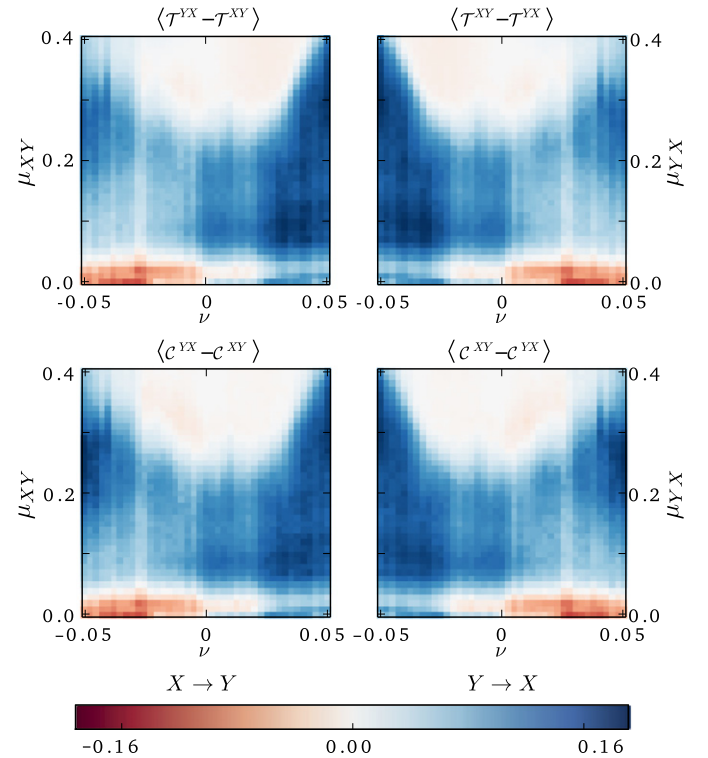 ⟨𝒯^{YX}−𝒯^{XY}⟩ ⟨𝒯^{XY}−𝒯^{YX}⟩
0.4 0.4
μ_{XY} 0.2 0.2 μ_{YX}
0.0 0.0
-0.05 0 0.05 -0.05 0 0.05
ν ν
⟨𝒞^{YX}−𝒞^{XY}⟩ ⟨𝒞^{XY}−𝒞^{YX}⟩
0.4 0.4
μ_{XY} 0.2 0.2 μ_{YX}
0.0 0.0
−0.05 0 0.05 −0.05 0 0.05
ν ν
X → Y Y → X
−0.16 0.00 0.16